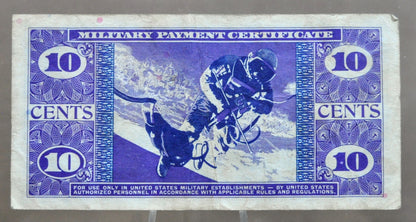 MILITARY PAYMENT CERTIFICATE
10 10
CENTS CENTS
10 10
FOR USE ONLY IN UNITED STATES MILITARY ESTABLISHMENTS — BY UNITED STATES
AUTHORIZED PERSONNEL IN ACCORDANCE WITH APPLICABLE RULES AND REGULATIONS.